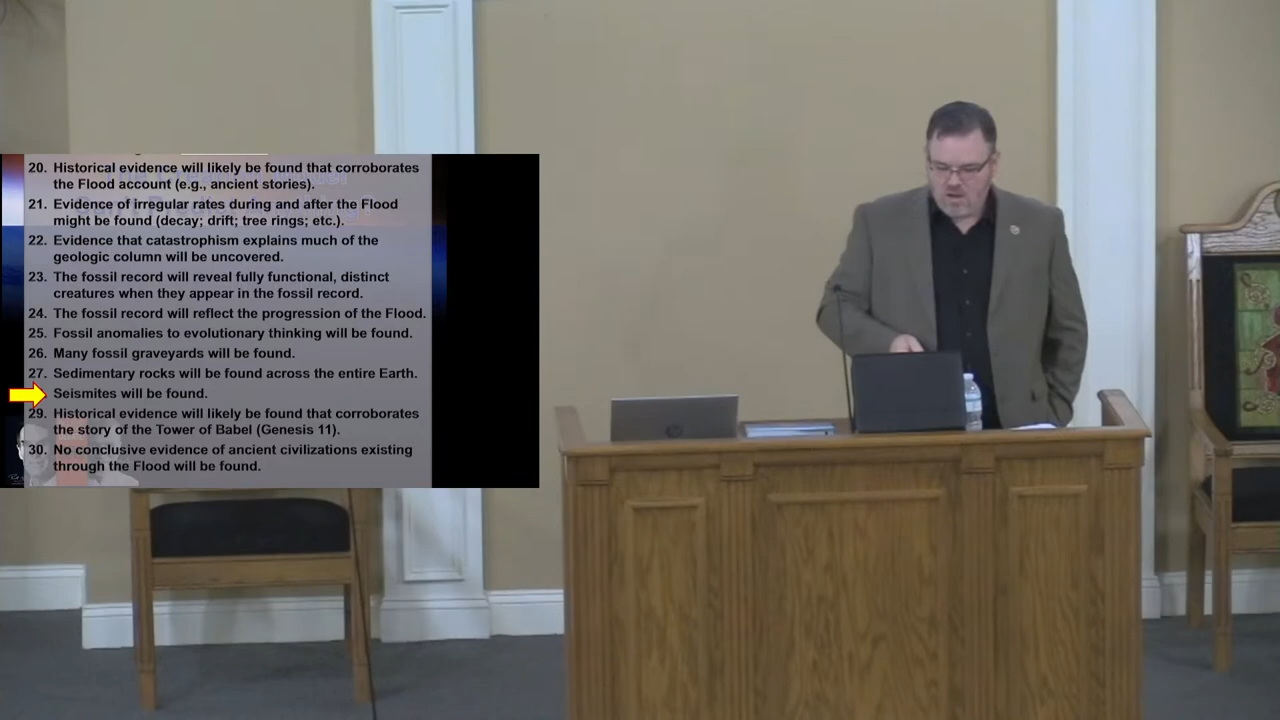 20. Historical evidence will likely be found that corroborates
the Flood account (e.g., ancient stories).
21. Evidence of irregular rates during and after the Flood
might be found (decay; drift; tree rings; etc.).
22. Evidence that catastrophism explains much of the
geologic column will be uncovered.
23. The fossil record will reveal fully functional, distinct
creatures when they appear in the fossil record.
24. The fossil record will reflect the progression of the Flood.
25. Fossil anomalies to evolutionary thinking will be found.
26. Many fossil graveyards will be found.
27. Sedimentary rocks will be found across the entire Earth.
Seismites will be found.
29. Historical evidence will likely be found that corroborates
the story of the Tower of Babel (Genesis 11).
30. No conclusive evidence of ancient civilizations existing
through the Flood will be found.